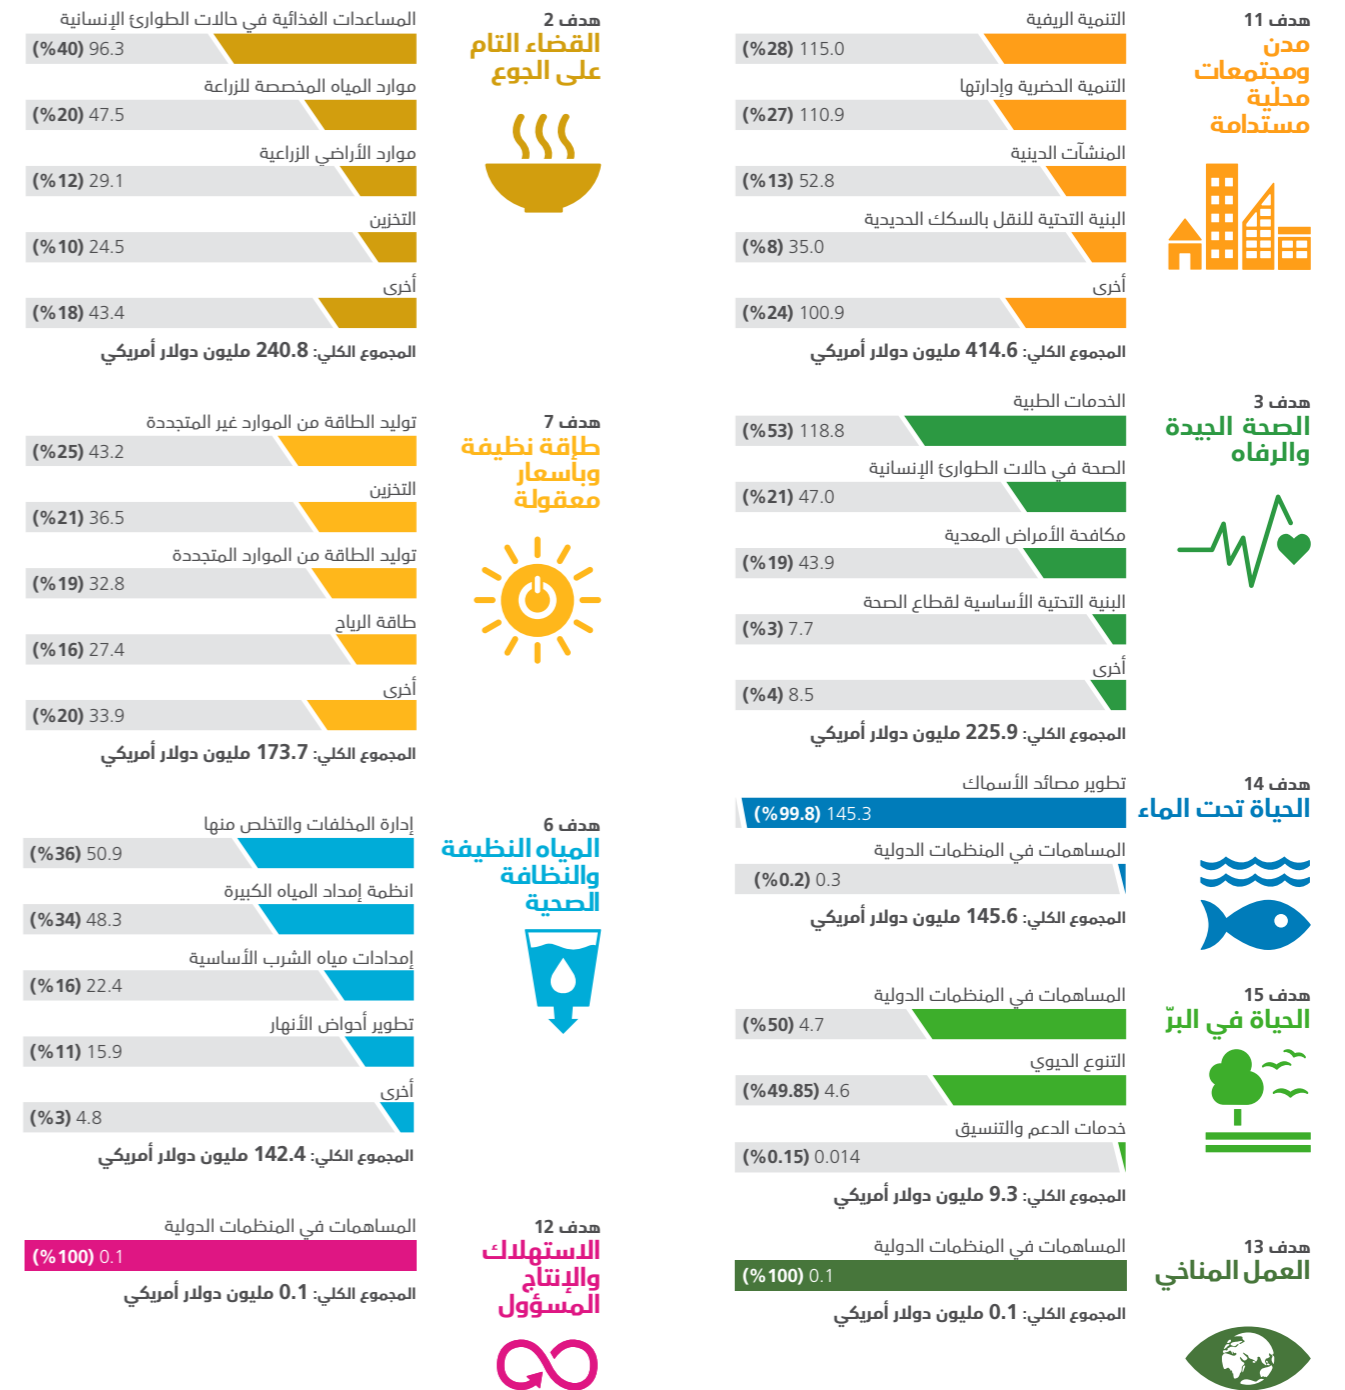 هدف 11
مدن
ومجتمعات
محلية
مستدامة
التنمية الريفية
115.0 (%28)
التنمية الحضرية وإدارتها
110.9 (%27)
المنشآت الدينية
52.8 (%13)
البنية التحتية للنقل بالسكك الحديدية
35.0 (%8)
أخرى
100.9 (%24)
المجموع الكلي: 414.6 مليون دولار أمريكي
هدف 3
الصحة الجيدة
والرفاه
الخدمات الطبية
118.8 (%53)
الصحة في حالات الطوارئ الإنسانية
47.0 (%21)
مكافحة الأمراض المعدية
43.9 (%19)
البنية التحتية الأساسية لقطاع الصحة
7.7 (%3)
أخرى
8.5 (%4)
المجموع الكلي: 225.9 مليون دولار أمريكي
هدف 14
الحياة تحت الماء
تطوير مصائد الأسماك
145.3 (%99.8)
المساهمات في المنظمات الدولية
0.3 (%0.2)
المجموع الكلي: 145.6 مليون دولار أمريكي
هدف 15
الحياة في البرّ
المساهمات في المنظمات الدولية
4.7 (%50)
التنوع الحيوي
4.6 (%49.85)
خدمات الدعم والتنسيق
0.014 (%0.15)
المجموع الكلي: 9.3 مليون دولار أمريكي
هدف 13
العمل المناخي
المساهمات في المنظمات الدولية
0.1 (%100)
المجموع الكلي: 0.1 مليون دولار أمريكي
هدف 2
القضاء التام
على الجوع
المساعدات الغذائية في حالات الطوارئ الإنسانية
96.3 (%40)
موارد المياه المخصصة للزراعة
47.5 (%20)
موارد الأراضي الزراعية
29.1 (%12)
التخزين
24.5 (%10)
أخرى
43.4 (%18)
المجموع الكلي: 240.8 مليون دولار أمريكي
هدف 7
طاقة نظيفة
وبأسعار
معقولة
توليد الطاقة من الموارد غير المتجددة
43.2 (%25)
التخزين
36.5 (%21)
توليد الطاقة من الموارد المتجددة
32.8 (%19)
طاقة الرياح
27.4 (%16)
أخرى
33.9 (%20)
المجموع الكلي: 173.7 مليون دولار أمريكي
هدف 6
المياه النظيفة
والنظافة
الصحية
إدارة المخلفات والتخلص منها
50.9 (%36)
انظمة إمداد المياه الكبيرة
48.3 (%34)
إمدادات مياه الشرب الأساسية
22.4 (%16)
تطوير أحواض الأنهار
15.9 (%11)
أخرى
4.8 (%3)
المجموع الكلي: 142.4 مليون دولار أمريكي
هدف 12
الاستهلاك
والإنتاج
المسؤول
المساهمات في المنظمات الدولية
0.1 (%100)
المجموع الكلي: 0.1 مليون دولار أمريكي